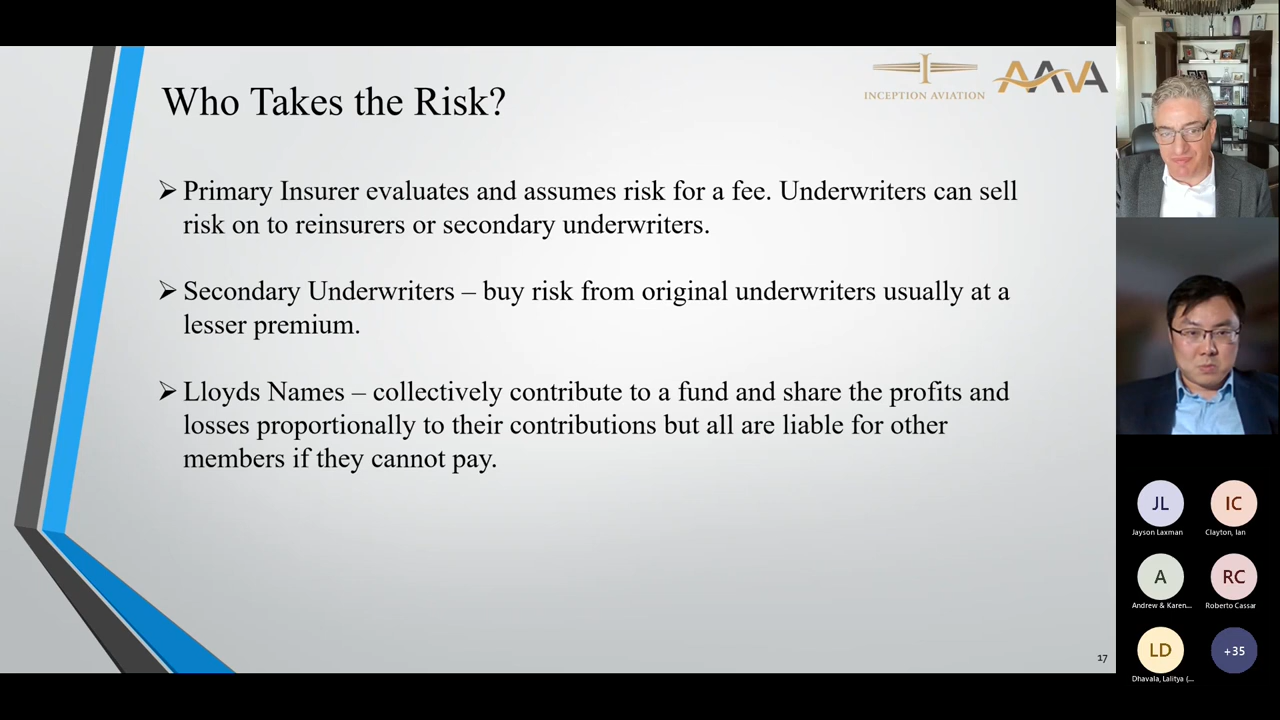 Who Takes the Risk?
INCEPTION AVIATION
AAVA
➢ Primary Insurer evaluates and assumes risk for a fee. Underwriters can sell
risk on to reinsurers or secondary underwriters.
➢ Secondary Underwriters – buy risk from original underwriters usually at a
lesser premium.
➢ Lloyds Names – collectively contribute to a fund and share the profits and
losses proportionally to their contributions but all are liable for other
members if they cannot pay.
17
JL
Jayson Laxman
IC
Clayton, Ian
A
Andrew & Karen...
RC
Roberto Cassar
LD
Dhavala, Lalitya (...
+35